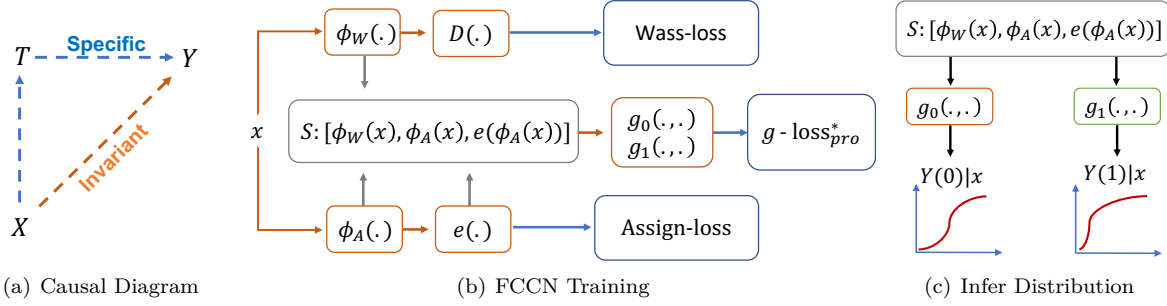 Specific
T
Y
Invariant
X
(a) Causal Diagram
x
ϕ_W(.)
D(.)
Wass-loss
S: [ϕ_W(x), ϕ_A(x), e(ϕ_A(x))]
g_0(.,.)
g_1(.,.)
g - loss*_pro
ϕ_A(.)
e(.)
Assign-loss
(b) FCCN Training
S: [ϕ_W(x), ϕ_A(x), e(ϕ_A(x))]
g_0(.,.)
g_1(.,.)
Y(0)|x
Y(1)|x
(c) Infer Distribution